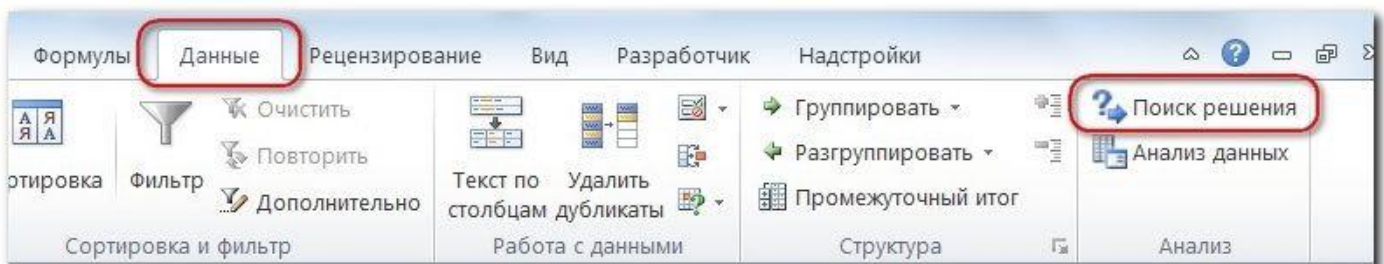 Формулы Данные Рецензирование Вид Разработчик Надстройки
Очистить Группировать Поиск решения
Повторить Разгруппировать Анализ данных
ртировка Фильтр Дополнительно Текст по столбцам Удалить дубликаты Промежуточный итог
Сортировка и фильтр Работа с данными Структура Анализ